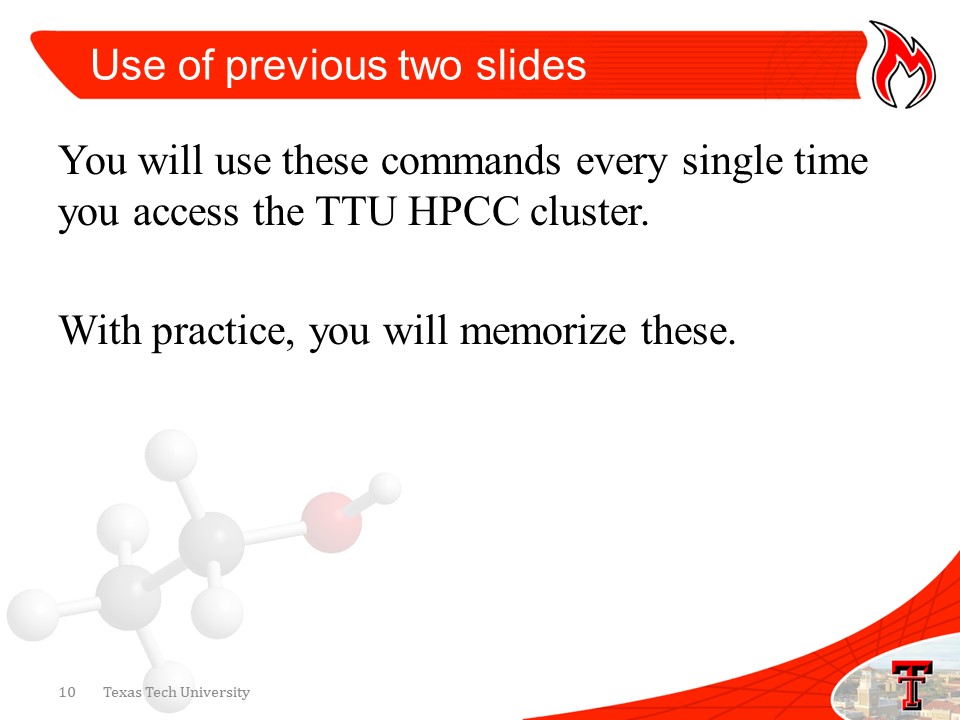 Use of previous two slides
You will use these commands every single time
you access the TTU HPCC cluster.
With practice, you will memorize these.
10 Texas Tech University